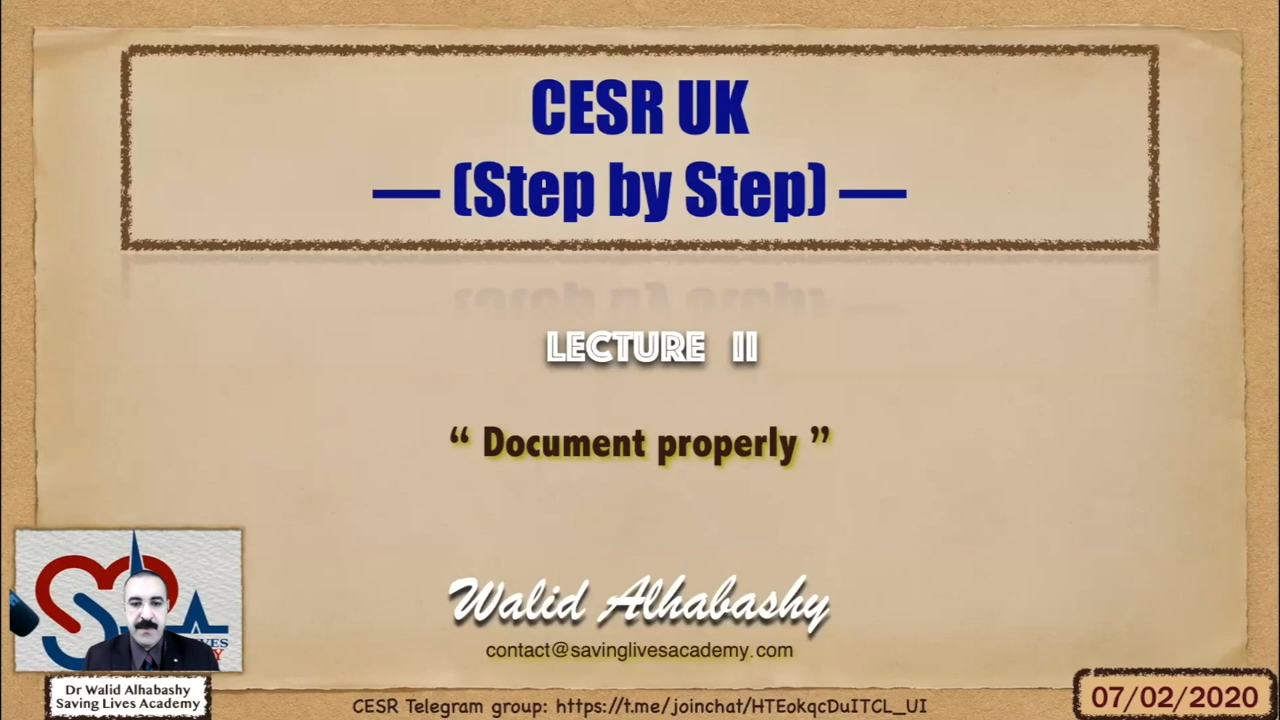 CESR UK
— (Step by Step) —
LECTURE II
“ Document properly ”
Walid Alhabashy
contact@savinglivesacademy.com
Dr Walid Alhabashy
Saving Lives Academy
CESR Telegram group: https://t.me/joinchat/HTEokqcDuITCL_UI
07/02/2020